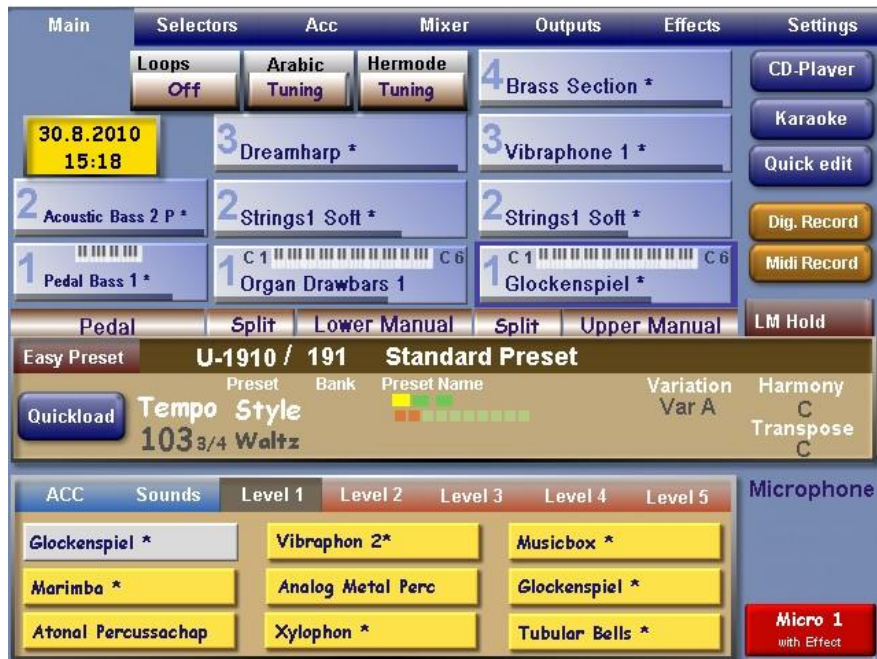 Main Selectors Acc Mixer Outputs Effects Settings
Loops Arabic Hermode
Off Tuning Tuning
4 Brass Section *
CD-Player
30.8.2010
15:18
3 Dreamharp *
3 Vibraphone 1 *
Karaoke
Quick edit
2 Acoustic Bass 2 P *
2 Strings1 Soft *
2 Strings1 Soft *
Dig. Record
1 Pedal Bass 1 *
C 1 C 6
1 Organ Drawbars 1
C 1 C 6
1 Glockenspiel *
Midi Record
Pedal Split Lower Manual Split Upper Manual
LM Hold
Easy Preset U-1910 / 191 Standard Preset
Preset Bank Preset Name
Quickload
Tempo Style
103 3/4 Waltz
Variation
Var A
Harmony
C
Transpose
C
ACC Sounds Level 1 Level 2 Level 3 Level 4 Level 5
Microphone
Glockenspiel * Vibraphon 2* Musicbox *
Marimba * Analog Metal Perc Glockenspiel *
Atonal Percussachap Xylophon * Tubular Bells *
Micro 1
with Effect